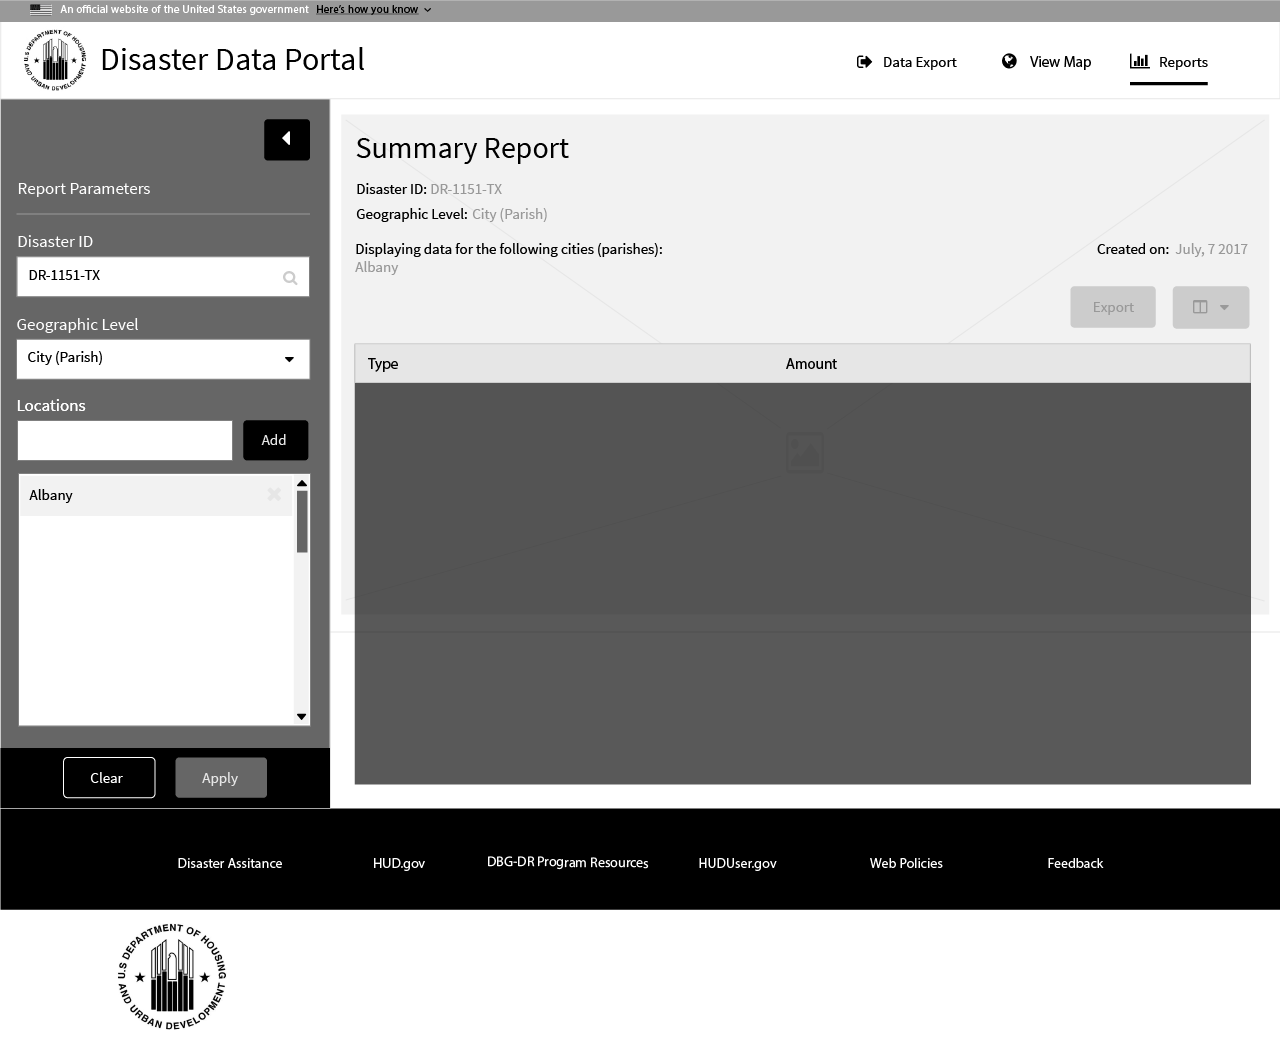 An official website of the United States government Here's how you know
U.S DEPARTMENT OF HOUSING AND URBAN DEVELOPMENT
Disaster Data Portal
Data Export
View Map
Reports
Report Parameters
Disaster ID
DR-1151-TX
Geographic Level
City (Parish)
Locations
Add
Albany
Clear
Apply
Summary Report
Disaster ID: DR-1151-TX
Geographic Level: City (Parish)
Displaying data for the following cities (parishes):
Albany
Created on: July, 7 2017
Export
Type
Amount
Disaster Assitance
HUD.gov
DBG-DR Program Resources
HUDUser.gov
Web Policies
Feedback
U.S DEPARTMENT OF HOUSING AND URBAN DEVELOPMENT